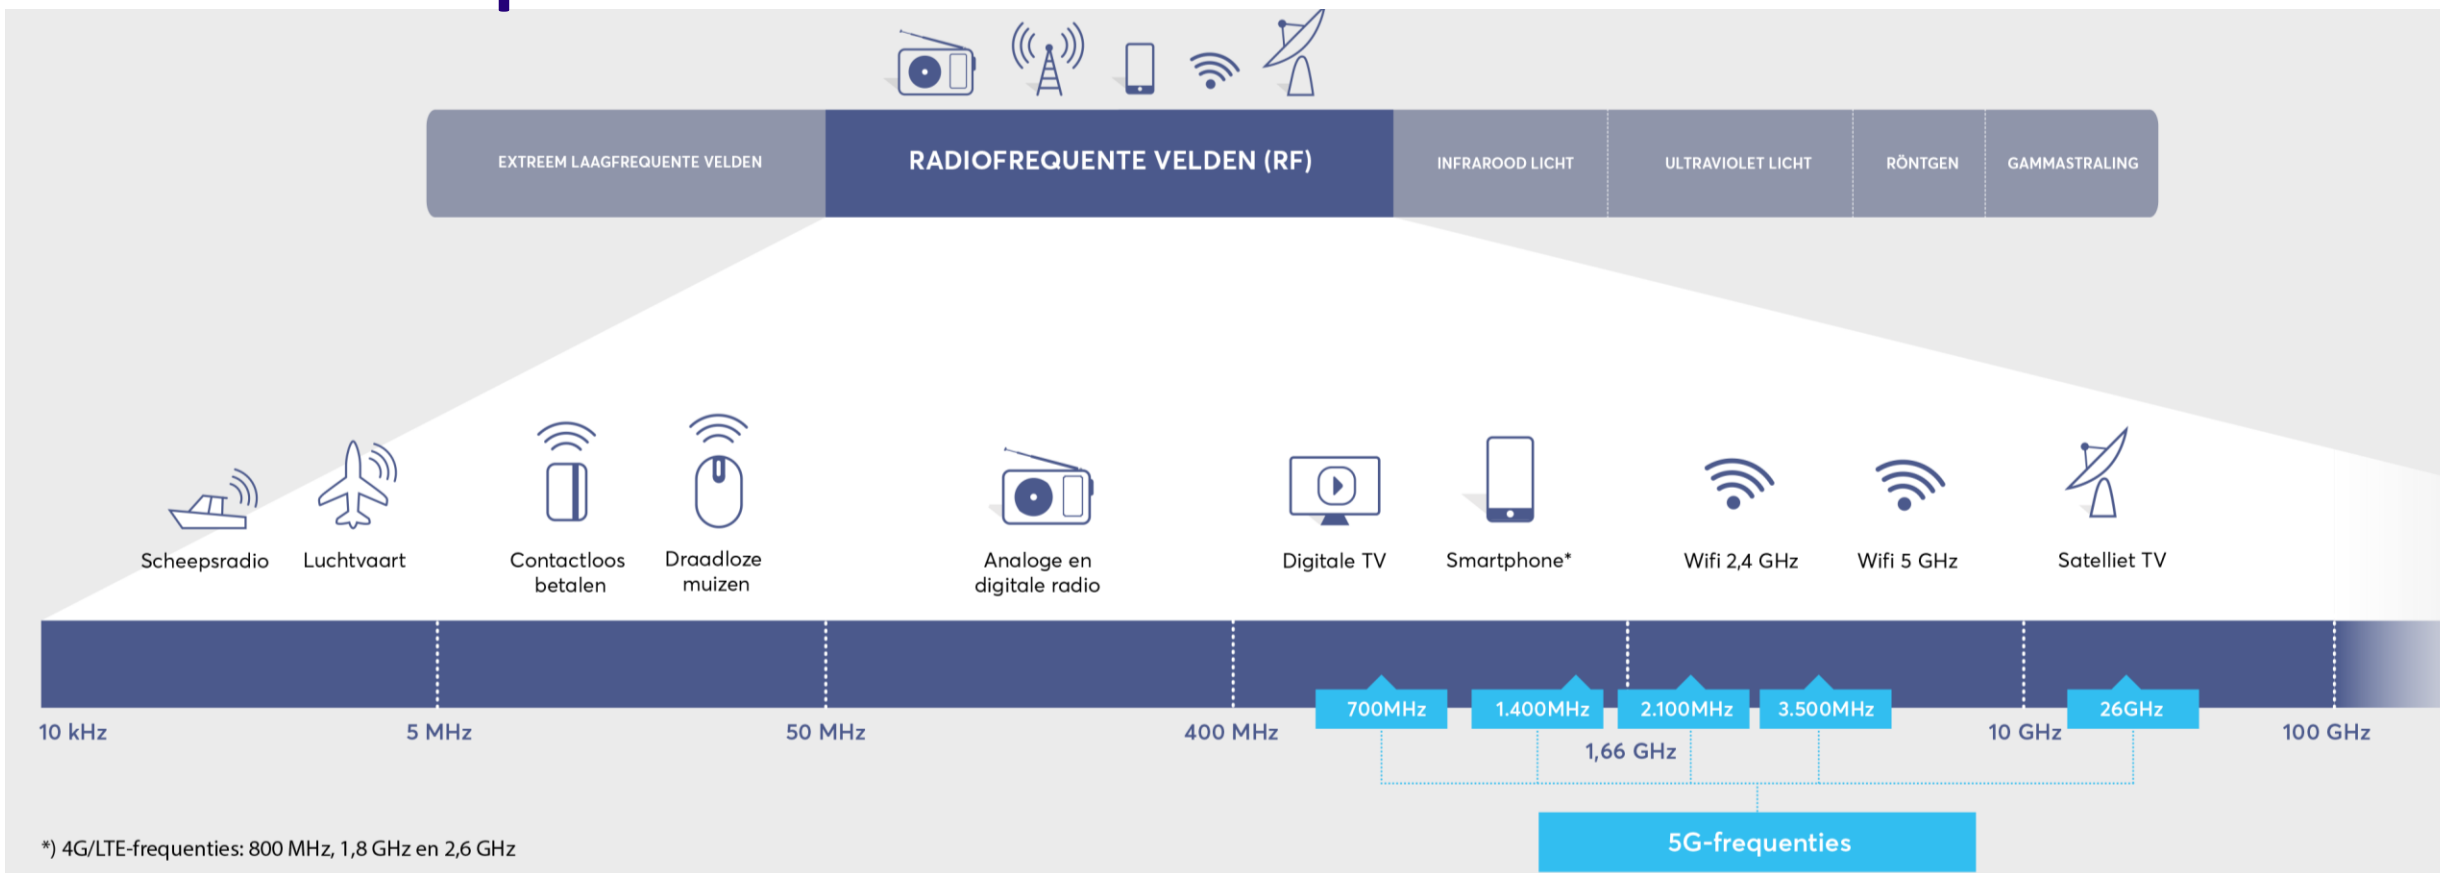 EXTREEM LAAGFREQUENTE VELDEN
RADIOFREQUENTE VELDEN (RF)
INFRAROOD LICHT
ULTRAVIOLET LICHT
RÖNTGEN
GAMMASTRALING
Scheepsradio
Luchtvaart
Contactloos
betalen
Draadloze
muizen
Analoge en
digitale radio
Digitale TV
Smartphone*
Wifi 2,4 GHz
Wifi 5 GHz
Satelliet TV
700MHz
1.400MHz
2.100MHz
3.500MHz
26GHz
10 kHz
5 MHz
50 MHz
400 MHz
1,66 GHz
10 GHz
100 GHz
5G-frequenties
*) 4G/LTE-frequenties: 800 MHz, 1,8 GHz en 2,6 GHz